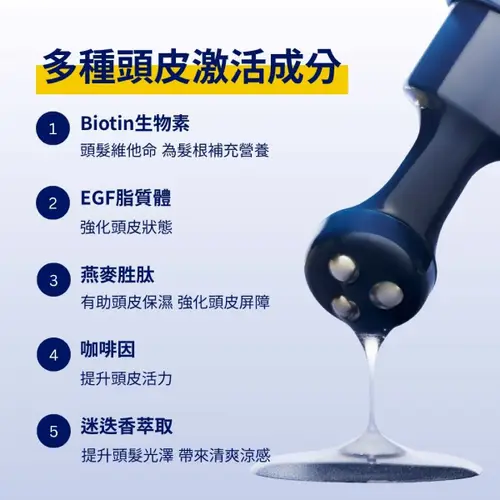 多種頭皮激活成分
1 Biotin生物素
頭髮維他命 為髮根補充營養
2 EGF脂質體
強化頭皮狀態
3 燕麥胜肽
有助頭皮保濕 強化頭皮屏障
4 咖啡因
提升頭皮活力
5 迷迭香萃取
提升頭髮光澤 帶來清爽涼感